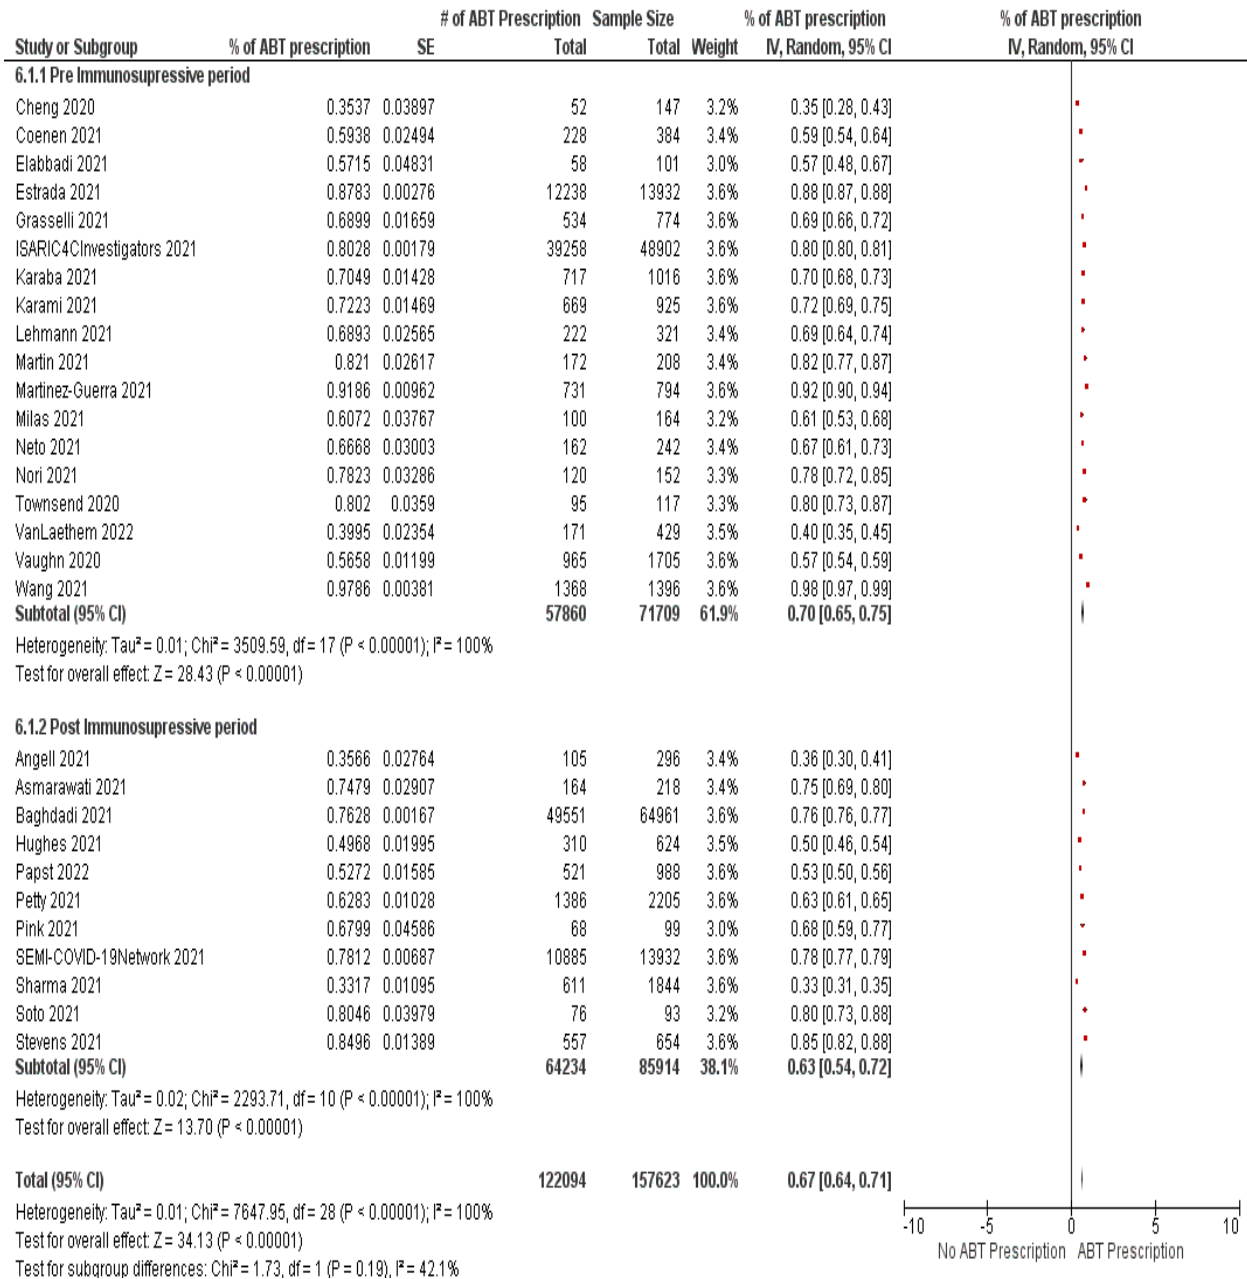 # of ABT Prescription Sample Size % of ABT prescription % of ABT prescription
Study or Subgroup % of ABT prescription SE Total Total Weight IV, Random, 95% CI IV, Random, 95% CI
6.1.1 Pre Immunosupressive period
Cheng 2020 0.3537 0.03897 52 147 3.2% 0.35 [0.28, 0.43]
Coenen 2021 0.5938 0.02494 228 384 3.4% 0.59 [0.54, 0.64]
Elabbadi 2021 0.5715 0.04831 58 101 3.0% 0.57 [0.48, 0.67]
Estrada 2021 0.8783 0.00276 12238 13932 3.6% 0.88 [0.87, 0.88]
Grasselli 2021 0.6899 0.01659 534 774 3.6% 0.69 [0.66, 0.72]
ISARIC4CInvestigators 2021 0.8028 0.00179 39258 48902 3.6% 0.80 [0.80, 0.81]
Karaba 2021 0.7049 0.01428 717 1016 3.6% 0.70 [0.68, 0.73]
Karami 2021 0.7223 0.01469 669 925 3.6% 0.72 [0.69, 0.75]
Lehmann 2021 0.6893 0.02565 222 321 3.4% 0.69 [0.64, 0.74]
Martin 2021 0.821 0.02617 172 208 3.4% 0.82 [0.77, 0.87]
Martinez-Guerra 2021 0.9186 0.00962 731 794 3.6% 0.92 [0.90, 0.94]
Milas 2021 0.6072 0.03767 100 164 3.2% 0.61 [0.53, 0.68]
Neto 2021 0.6668 0.03003 162 242 3.4% 0.67 [0.61, 0.73]
Nori 2021 0.7823 0.03286 120 152 3.3% 0.78 [0.72, 0.85]
Townsend 2020 0.802 0.0359 95 117 3.3% 0.80 [0.73, 0.87]
VanLaethem 2022 0.3995 0.02354 171 429 3.5% 0.40 [0.35, 0.45]
Vaughn 2020 0.5658 0.01199 965 1705 3.6% 0.57 [0.54, 0.59]
Wang 2021 0.9786 0.00381 1368 1396 3.6% 0.98 [0.97, 0.99]
Subtotal (95% CI) 57860 71709 61.9% 0.70 [0.65, 0.75]
Heterogeneity: Tau² = 0.01; Chi² = 3509.59, df = 17 (P < 0.00001); I² = 100%
Test for overall effect: Z = 28.43 (P < 0.00001)
6.1.2 Post Immunosupressive period
Angell 2021 0.3566 0.02764 105 296 3.4% 0.36 [0.30, 0.41]
Asmarawati 2021 0.7479 0.02907 164 218 3.4% 0.75 [0.69, 0.80]
Baghdadi 2021 0.7628 0.00167 49551 64961 3.6% 0.76 [0.76, 0.77]
Hughes 2021 0.4968 0.01995 310 624 3.5% 0.50 [0.46, 0.54]
Papst 2022 0.5272 0.01585 521 988 3.6% 0.53 [0.50, 0.56]
Petty 2021 0.6283 0.01028 1386 2205 3.6% 0.63 [0.61, 0.65]
Pink 2021 0.6799 0.04586 68 99 3.0% 0.68 [0.59, 0.77]
SEMI-COVID-19Network 2021 0.7812 0.00687 10885 13932 3.6% 0.78 [0.77, 0.79]
Sharma 2021 0.3317 0.01095 611 1844 3.6% 0.33 [0.31, 0.35]
Soto 2021 0.8046 0.03979 76 93 3.2% 0.80 [0.73, 0.88]
Stevens 2021 0.8496 0.01389 557 654 3.6% 0.85 [0.82, 0.88]
Subtotal (95% CI) 64234 85914 38.1% 0.63 [0.54, 0.72]
Heterogeneity: Tau² = 0.02; Chi² = 2293.71, df = 10 (P < 0.00001); I² = 100%
Test for overall effect: Z = 13.70 (P < 0.00001)
Total (95% CI) 122094 157623 100.0% 0.67 [0.64, 0.71]
Heterogeneity: Tau² = 0.01; Chi² = 7647.95, df = 28 (P < 0.00001); I² = 100%
Test for overall effect: Z = 34.13 (P < 0.00001)
Test for subgroup differences: Chi² = 1.73, df = 1 (P = 0.19), I² = 42.1%
-10 -5 0 5 10
No ABT Prescription ABT Prescription